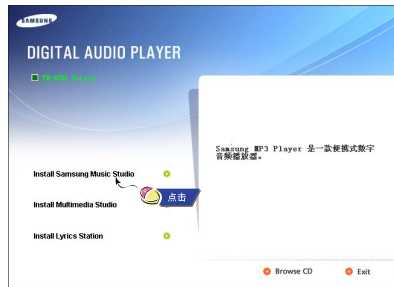 SAMSUNG
DIGITAL AUDIO PLAYER
Samsung MP3 Player 是一款便携式数字
音频播放器。
Install Samsung Music Studio
点击
Install Multimedia Studio
Install Lyrics Station
Browse CD
Exit